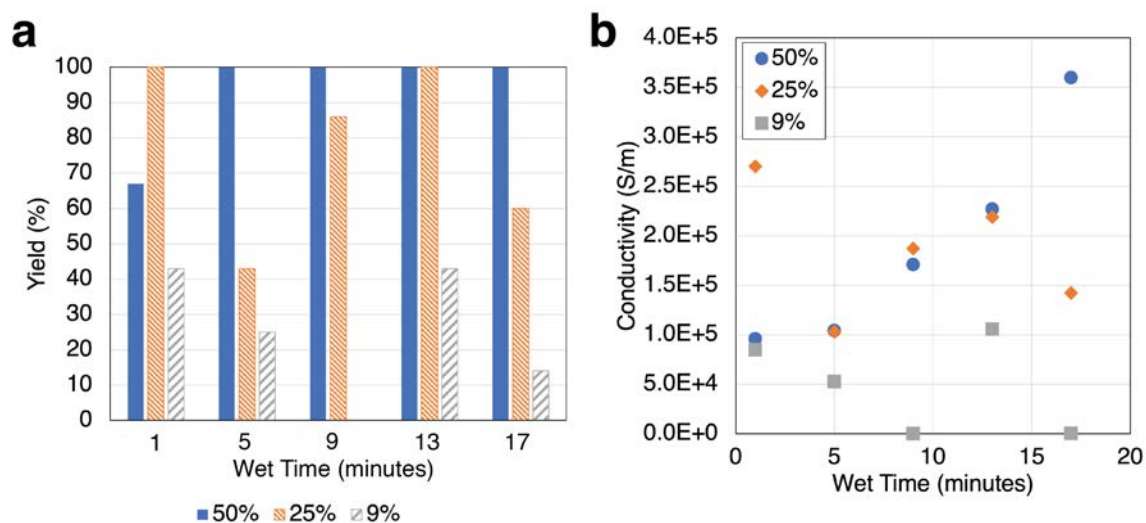 a
100
90
80
70
60
50
40
30
20
10
0
Yield (%)
1 5 9 13 17
Wet Time (minutes)
50% 25% 9%
b
4.0E+5
3.5E+5
3.0E+5
2.5E+5
2.0E+5
1.5E+5
1.0E+5
5.0E+4
0.0E+0
Conductivity (S/m)
50%
25%
9%
0 5 10 15 20
Wet Time (minutes)